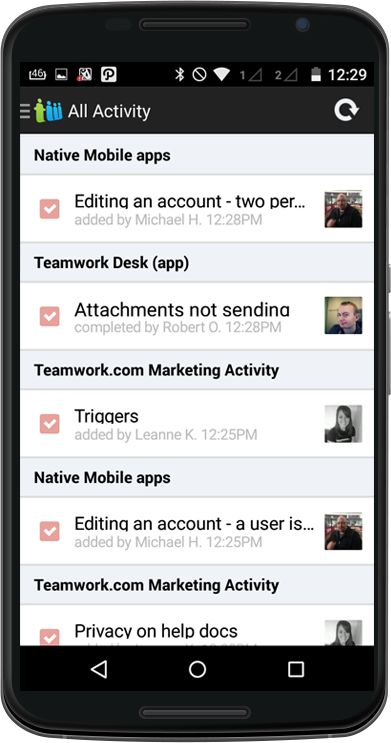 46
1
2
12:29
All Activity
Native Mobile apps
Editing an account - two per...
added by Michael H. 12:28PM
Teamwork Desk (app)
Attachments not sending
completed by Robert O. 12:28PM
Teamwork.com Marketing Activity
Triggers
added by Leanne K. 12:25PM
Native Mobile apps
Editing an account - a user is...
added by Michael H. 12:25PM
Teamwork.com Marketing Activity
Privacy on help docs